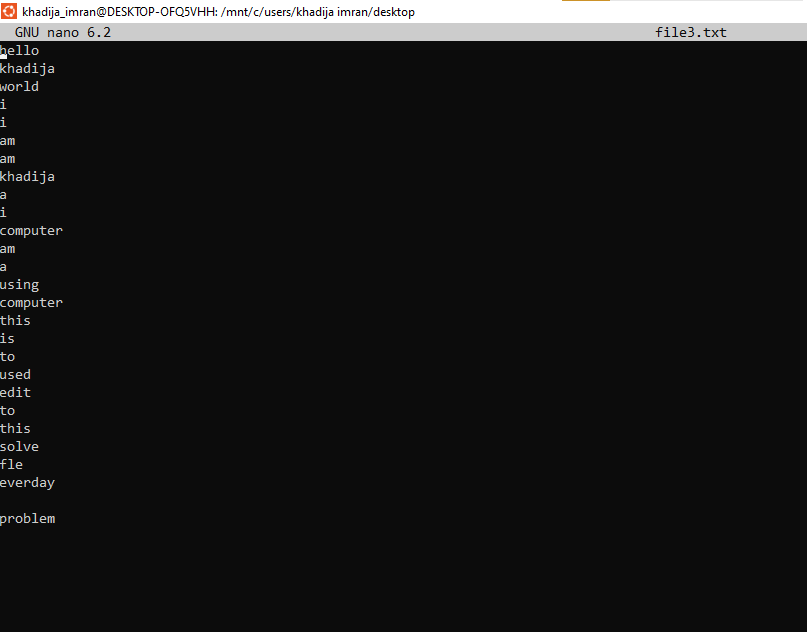 khadija_imran@DESKTOP-OFQ5VHH: /mnt/c/users/khadija imran/desktop
GNU nano 6.2 file3.txt
hello
khadija
world
i
i
am
am
khadija
a
i
computer
am
a
using
computer
this
is
to
used
edit
to
this
solve
fle
everday

problem